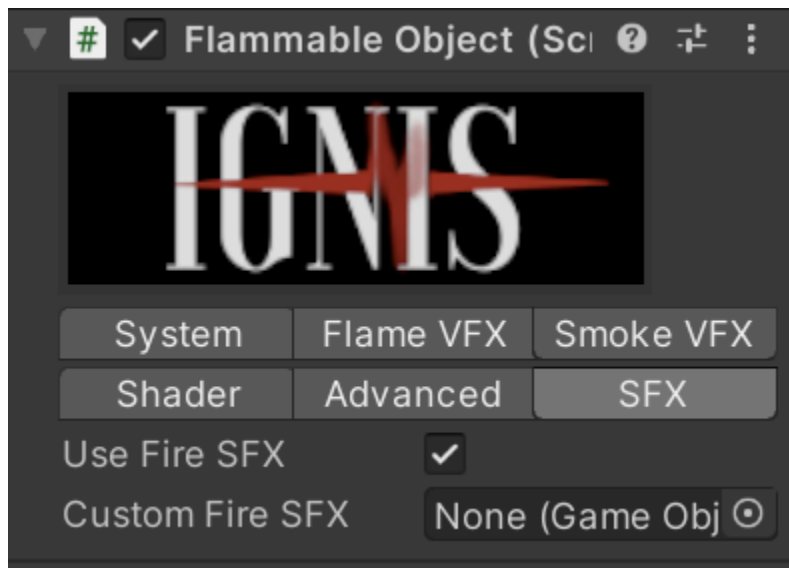 # Flammable Object (Sc
IGNIS
System Flame VFX Smoke VFX
Shader Advanced SFX
Use Fire SFX
Custom Fire SFX None (Game Obj